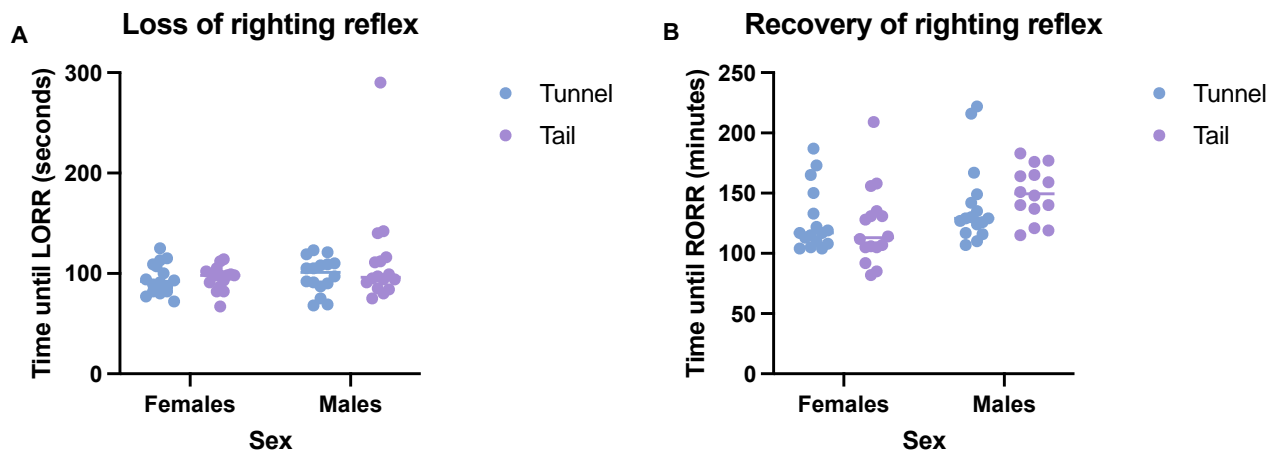 A
Loss of righting reflex
Time until LORR (seconds)
300
200
100
0
Females
Males
Sex
Tunnel
Tail
B
Recovery of righting reflex
Time until RORR (minutes)
250
200
150
100
50
0
Females
Males
Sex
Tunnel
Tail